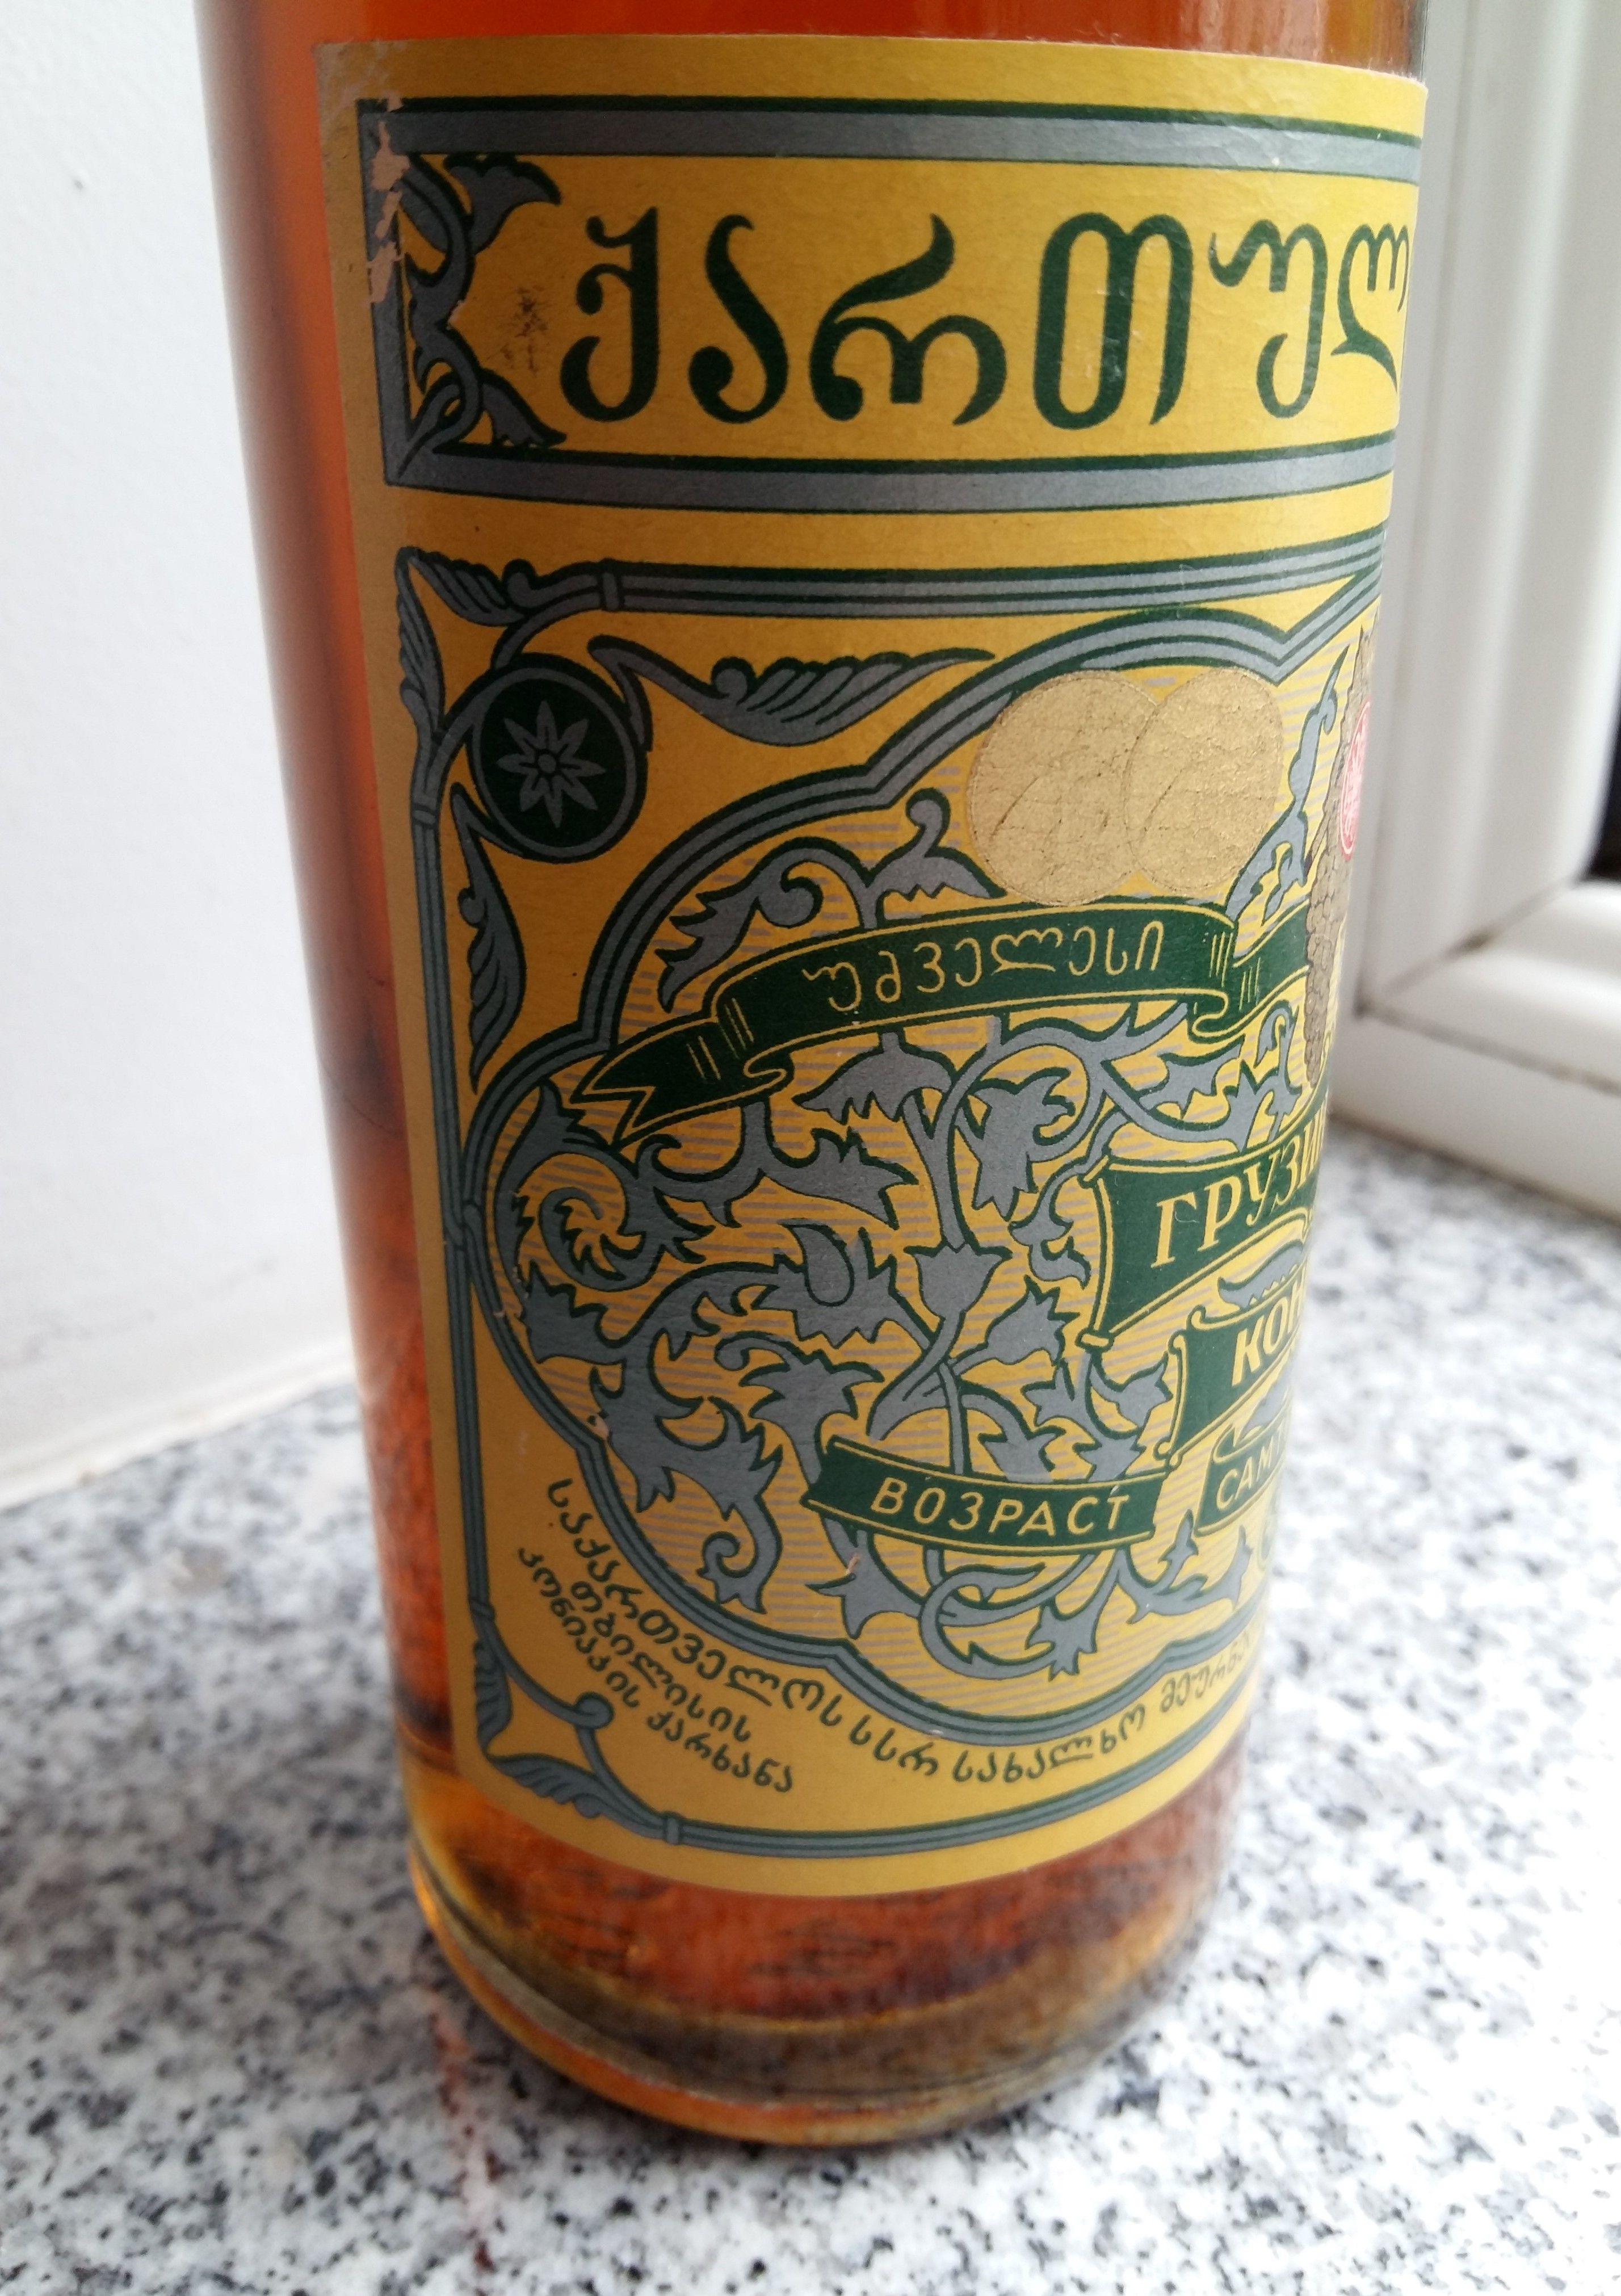 ქართულ
უძველესი
ГРУЗИ
КОН
ВОЗРАСТ
САМ
საქართველოს სსრ სახალხო მეურნ
თბილისის
კონიაკის ქარხანა